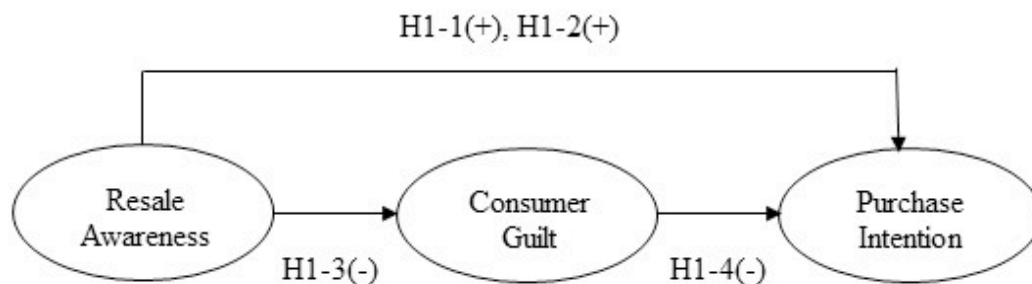 H1-1(+), H1-2(+)
Resale
Awareness
Consumer
Guilt
Purchase
Intention
H1-3(-)
H1-4(-)